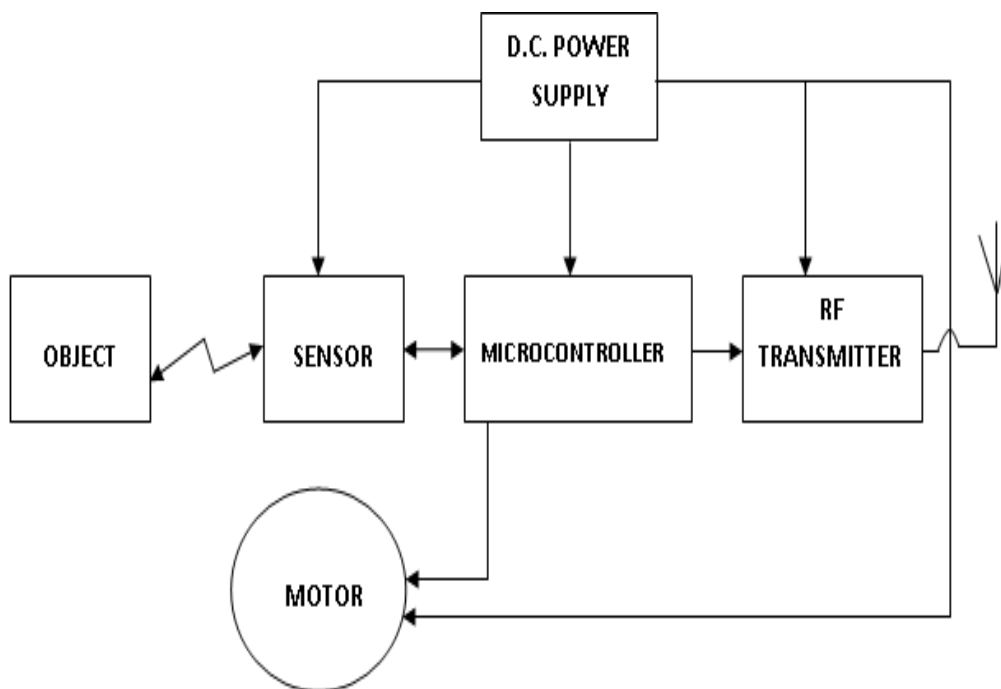 D.C. POWER
SUPPLY
OBJECT
SENSOR
MICROCONTROLLER
RF
TRANSMITTER
MOTOR